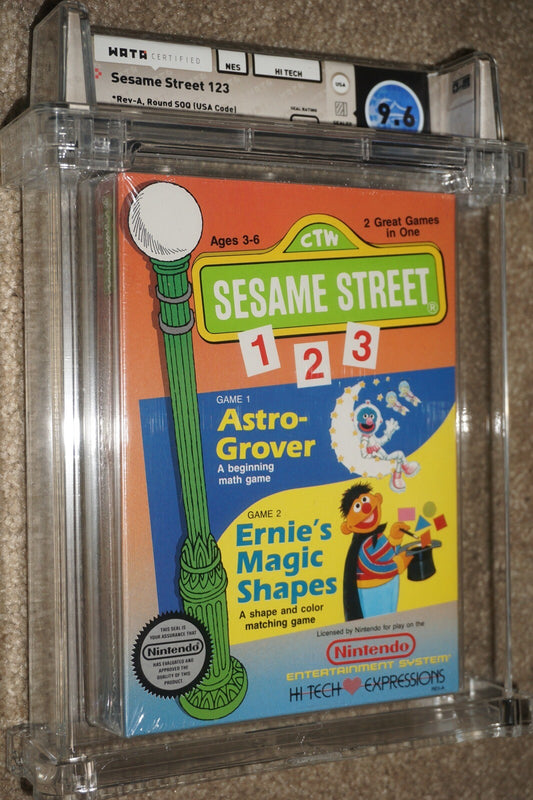 WATA CERTIFIED
NES
HI TECH
Sesame Street 123
USA
*Rev-A, Round SOQ (USA Code)
SEAL RATING
SEALED
9.6
Ages 3-6
CTW
2 Great Games
in One
SESAME STREET®
1 2 3
GAME 1
Astro-
Grover
A beginning
math game
GAME 2
Ernie's
Magic
Shapes
A shape and color
matching game
THIS SEAL IS
YOUR ASSURANCE THAT
Nintendo
HAS EVALUATED AND
APPROVED THE
QUALITY OF THIS
PRODUCT.
Licensed by Nintendo for play on the
Nintendo
ENTERTAINMENT SYSTEM
HI TECH EXPRESSIONS
REV-A